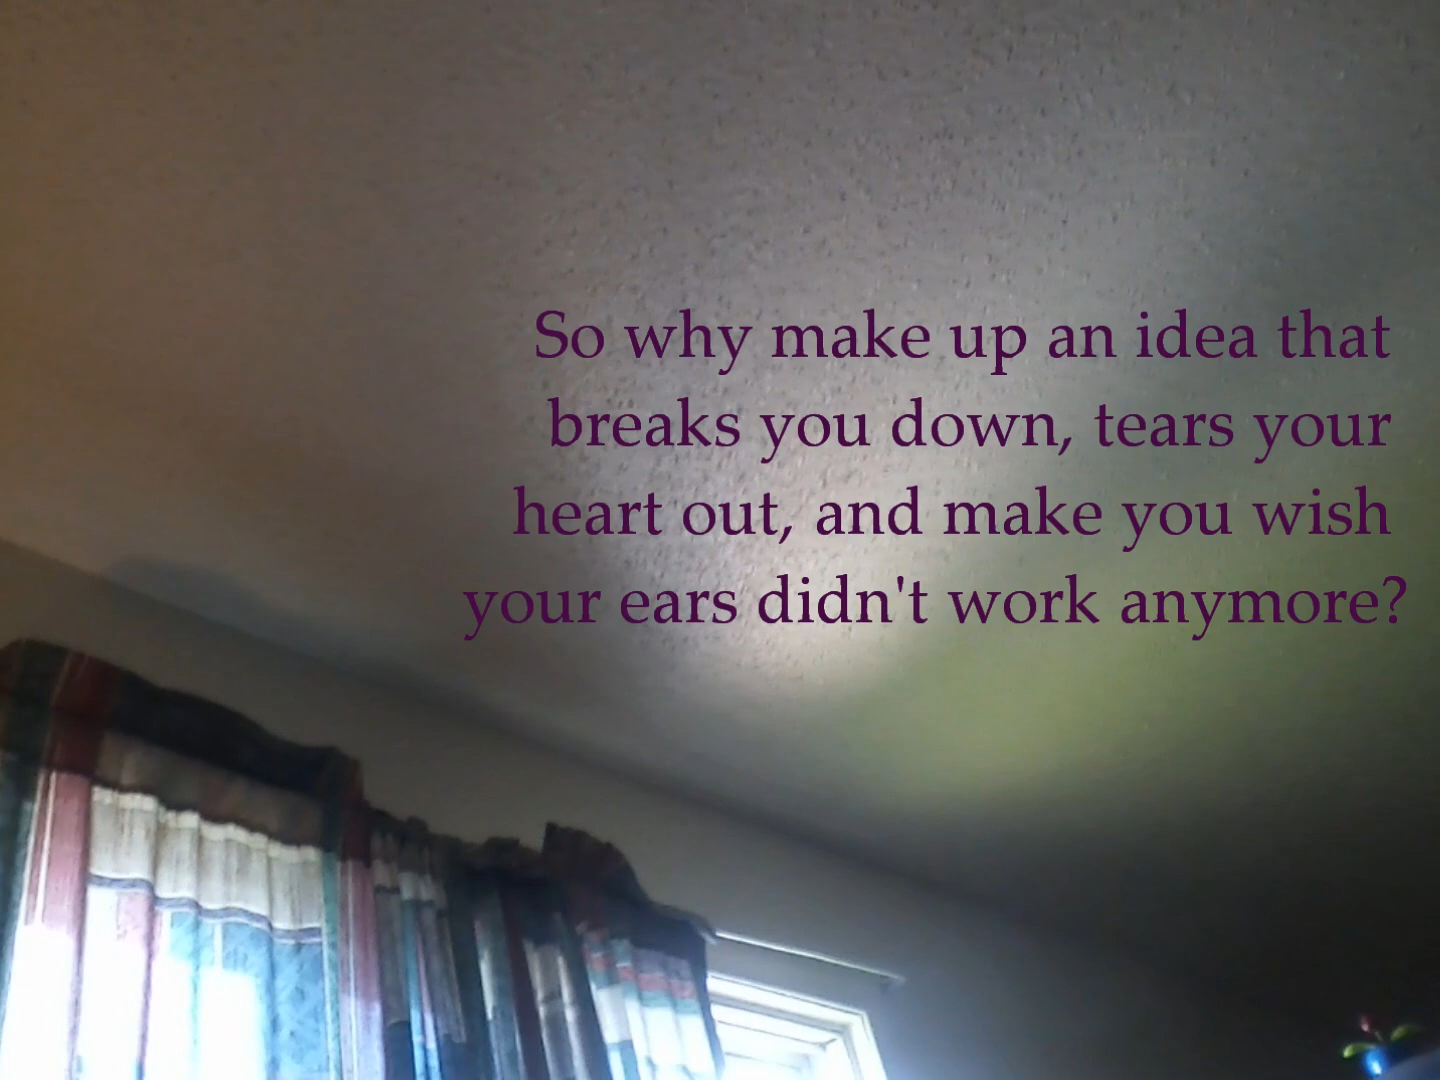 So why make up an idea that
breaks you down, tears your
heart out, and make you wish
your ears didn't work anymore?